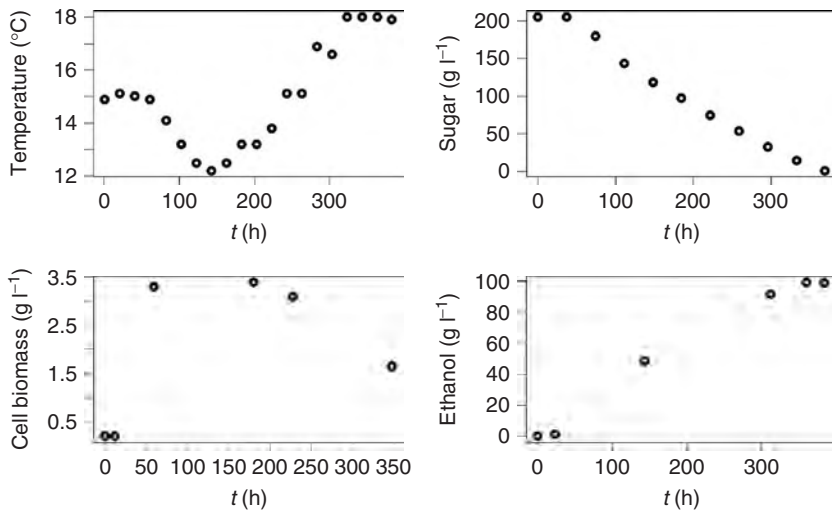 Temperature (°C)
18
16
14
12
0 100 200 300
t (h)
Sugar (g l⁻¹)
200
150
100
50
0
0 100 200 300
t (h)
Cell biomass (g l⁻¹)
3.5
2.5
1.5
0.5
0 50 100 150 200 250 300 350
t (h)
Ethanol (g l⁻¹)
100
80
60
40
20
0
0 100 200 300
t (h)